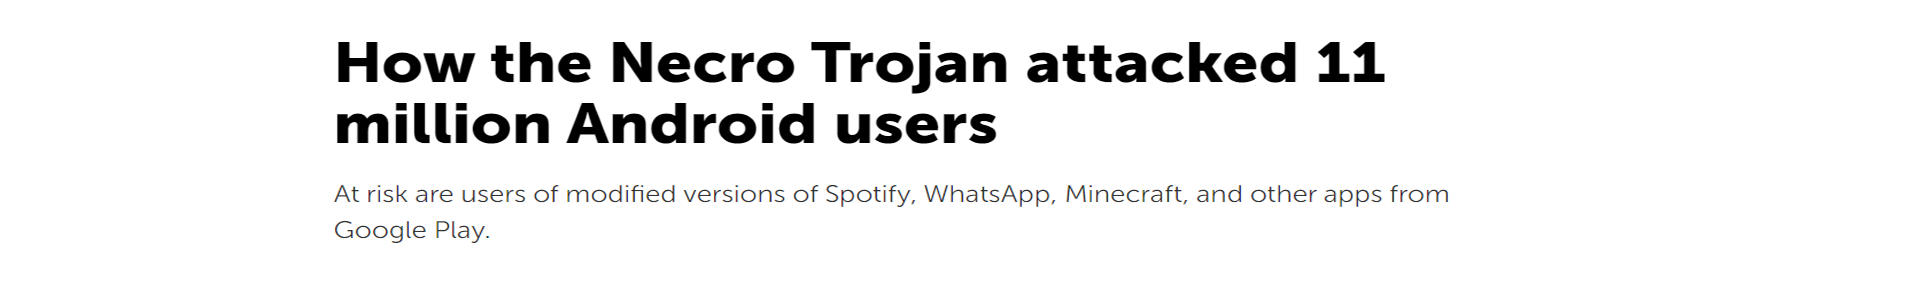 How the Necro Trojan attacked 11
million Android users
At risk are users of modified versions of Spotify, WhatsApp, Minecraft, and other apps from
Google Play.